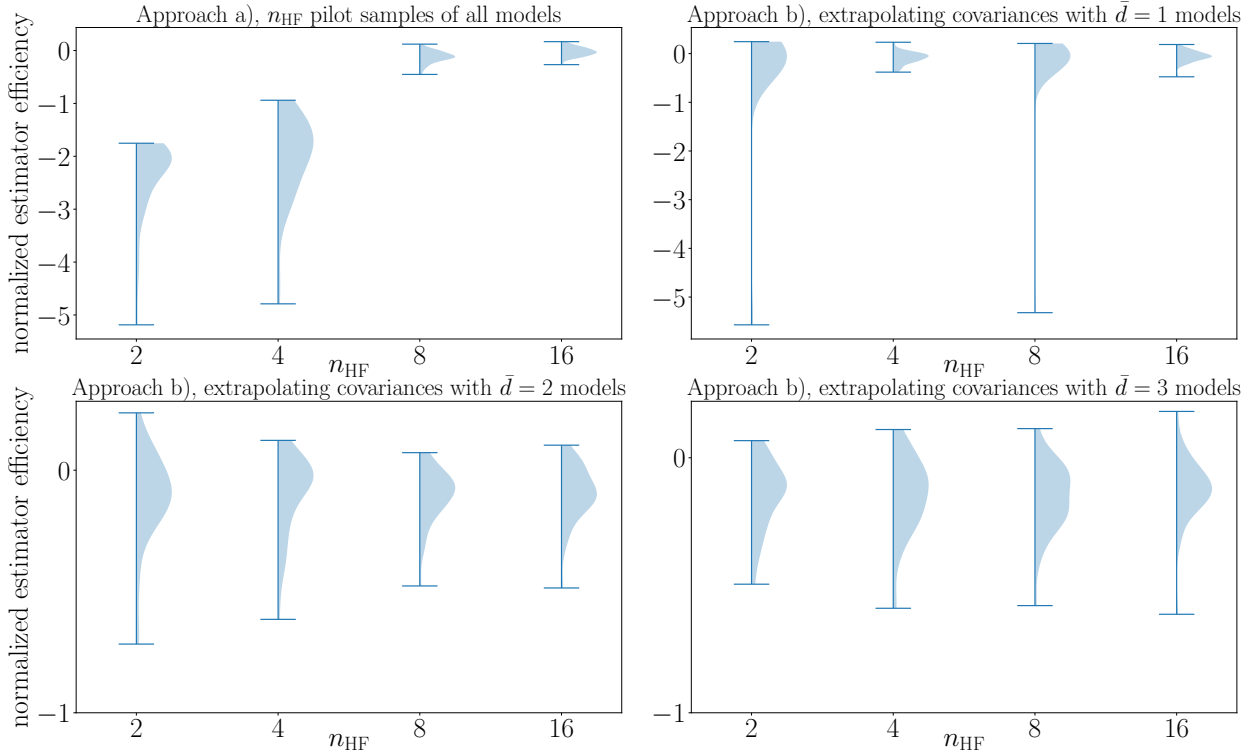 Approach a), n_HF pilot samples of all models
normalized estimator efficiency
0
−1
−2
−3
−4
−5
2 4 8 16
n_HF
Approach b), extrapolating covariances with d̄ = 1 models
0
−1
−2
−3
−4
−5
2 4 8 16
n_HF
Approach b), extrapolating covariances with d̄ = 2 models
normalized estimator efficiency
0
−1
2 4 8 16
n_HF
Approach b), extrapolating covariances with d̄ = 3 models
0
−1
2 4 8 16
n_HF